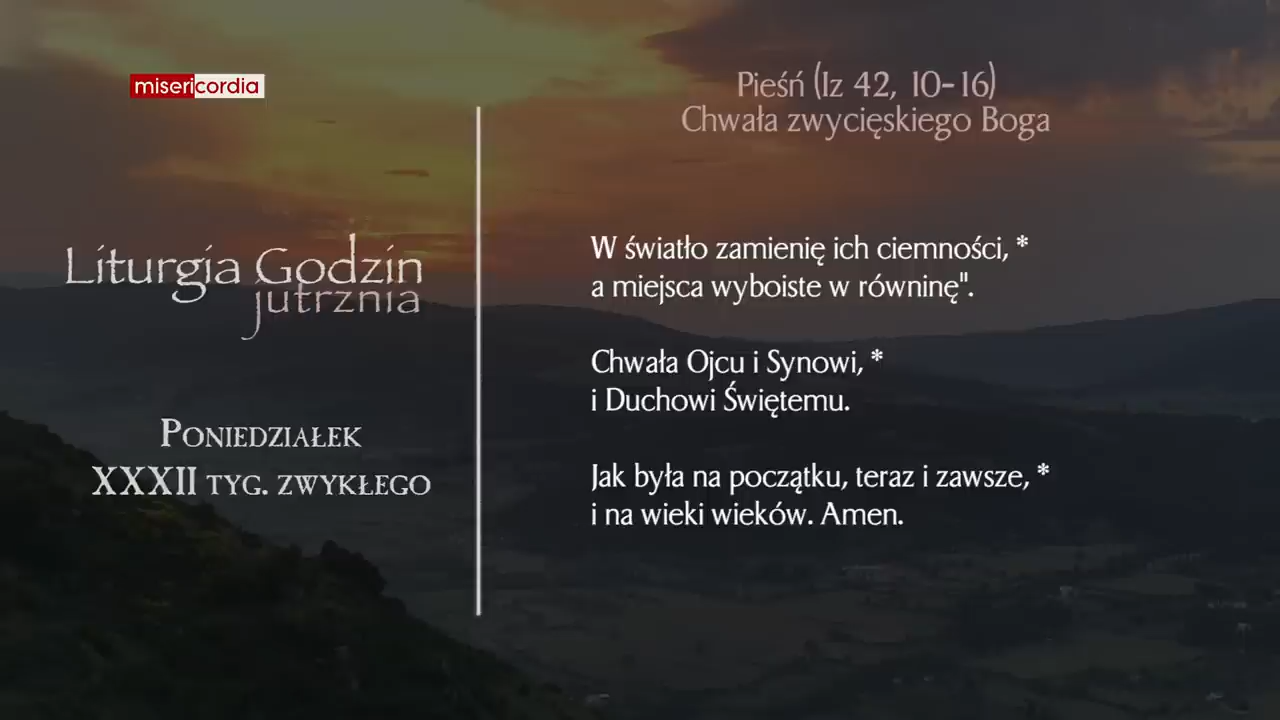 misericordia
Liturgia Godzin
jutrznia
Poniedziałek
XXXII tyg. zwykłego
Pieśń (Iz 42, 10-16)
Chwała zwycięskiego Boga
W światło zamienię ich ciemności, *
a miejsca wyboiste w równinę".
Chwała Ojcu i Synowi, *
i Duchowi Świętemu.
Jak była na początku, teraz i zawsze, *
i na wieki wieków. Amen.